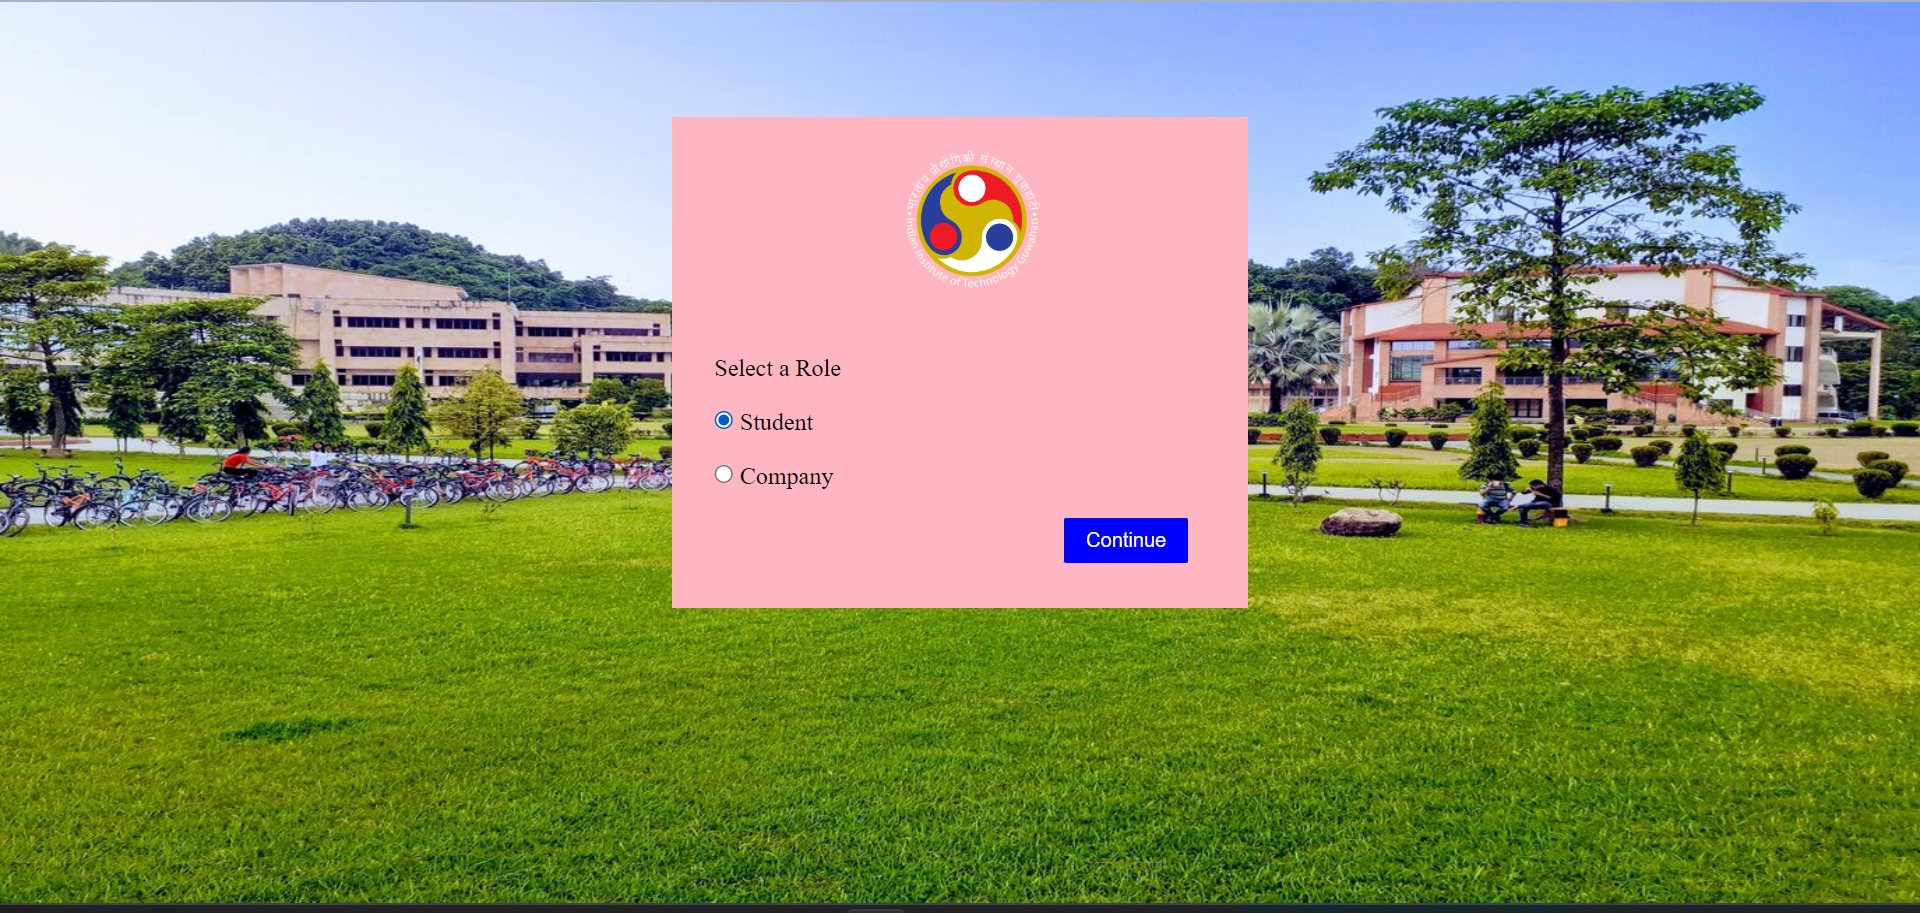 भारतीय प्रौद्योगिकी संस्थान गुवाहाटी
Indian Institute of Technology Guwahati
Select a Role
Student
Company
Continue